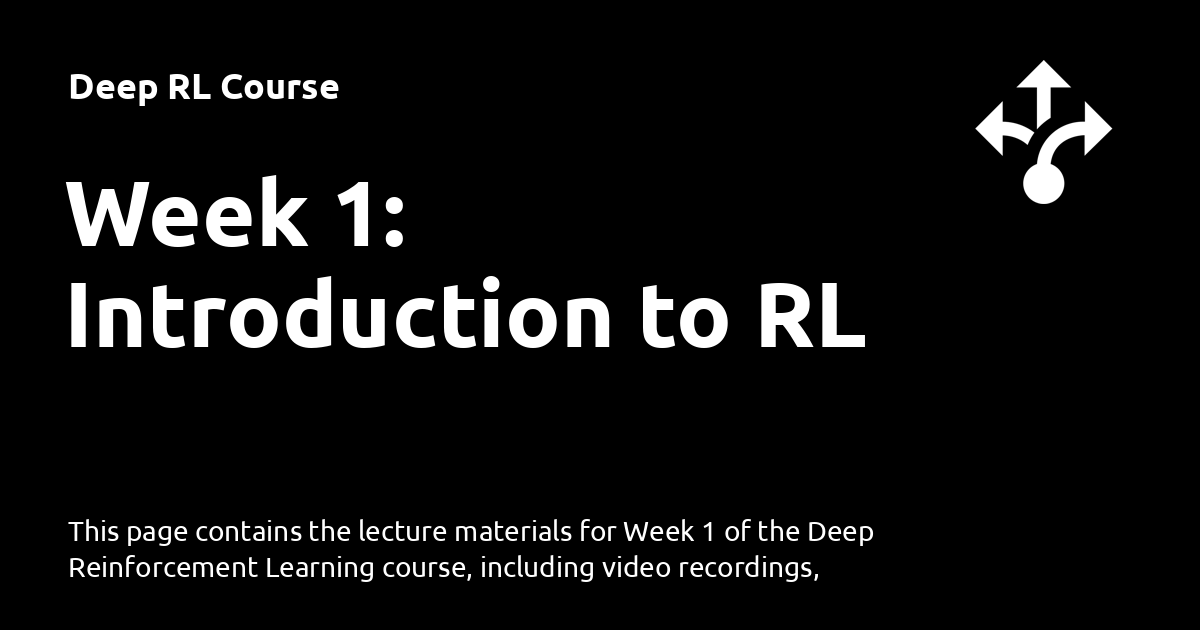 Deep RL Course
Week 1:
Introduction to RL
This page contains the lecture materials for Week 1 of the Deep
Reinforcement Learning course, including video recordings,